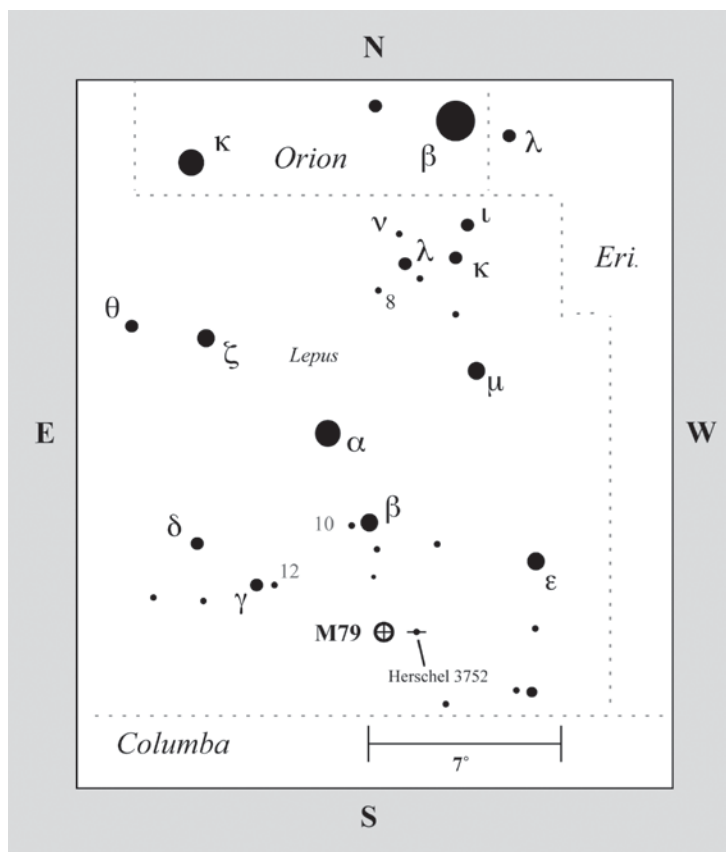 N
κ
Orion
β
λ
ν
ι
λ
κ
Eri.
8
θ
ζ
Lepus
μ
E
W
α
10
β
δ
12
γ
ε
M79
Herschel 3752
Columba
7°
S